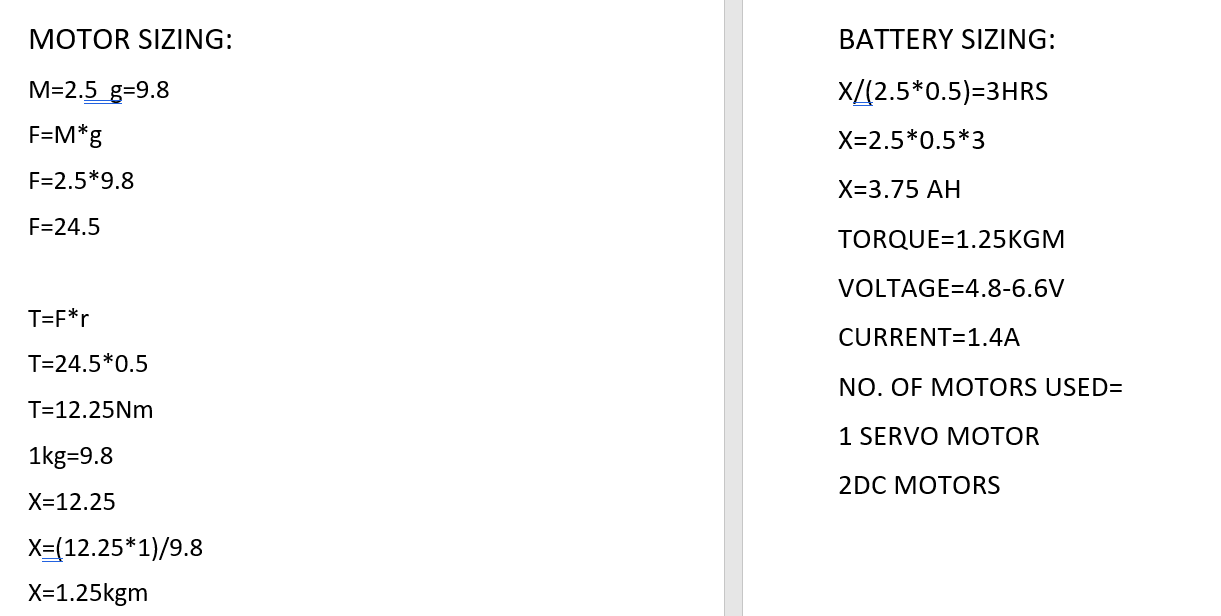 MOTOR SIZING:
M=2.5  g=9.8
F=M*g
F=2.5*9.8
F=24.5
T=F*r
T=24.5*0.5
T=12.25Nm
1kg=9.8
X=12.25
X=(12.25*1)/9.8
X=1.25kgm
BATTERY SIZING:
X/(2.5*0.5)=3HRS
X=2.5*0.5*3
X=3.75 AH
TORQUE=1.25KGM
VOLTAGE=4.8-6.6V
CURRENT=1.4A
NO. OF MOTORS USED=
1 SERVO MOTOR
2DC MOTORS